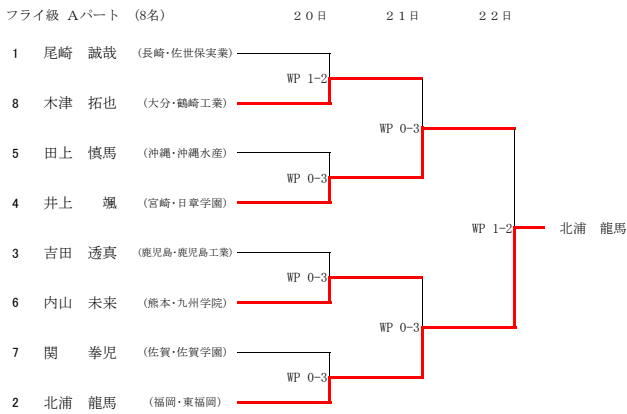 フライ級 Aパート (8名) 20日 21日 22日
1 尾崎 誠哉 (長崎・佐世保実業)
WP 1-2
8 木津 拓也 (大分・鶴崎工業)
WP 0-3
5 田上 慎馬 (沖縄・沖縄水産)
WP 0-3
4 井上 颯 (宮崎・日章学園)
WP 1-2 北浦 龍馬
3 吉田 透真 (鹿児島・鹿児島工業)
WP 0-3
6 内山 未来 (熊本・九州学院)
WP 0-3
7 関 拳児 (佐賀・佐賀学園)
WP 0-3
2 北浦 龍馬 (福岡・東福岡)